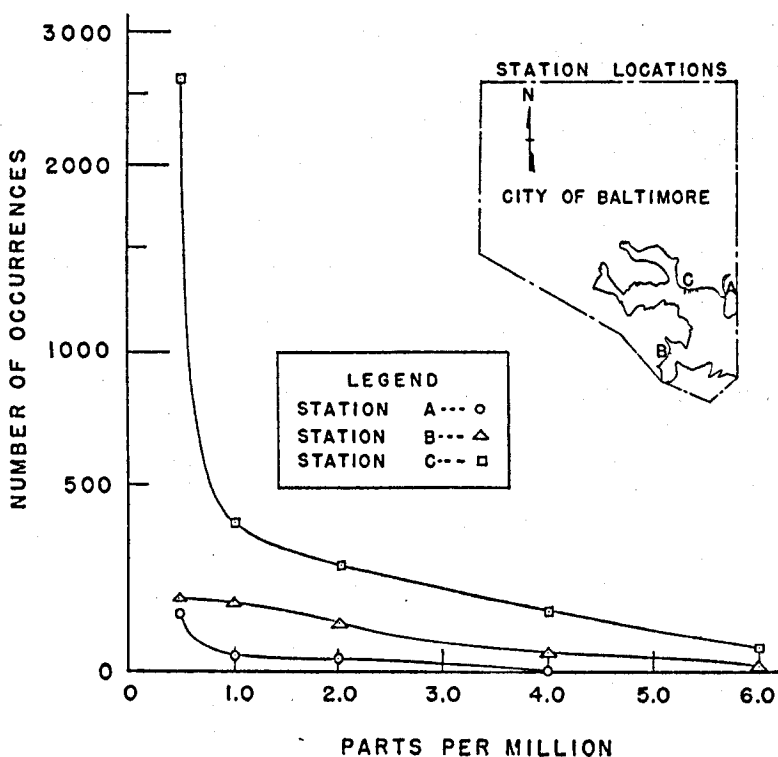 3000
2000
1000
500
0
NUMBER OF OCCURRENCES
STATION LOCATIONS
N
CITY OF BALTIMORE
C
A
B
LEGEND
STATION A--- ○
STATION B--- △
STATION C--- □
0 1.0 2.0 3.0 4.0 5.0 6.0
PARTS PER MILLION